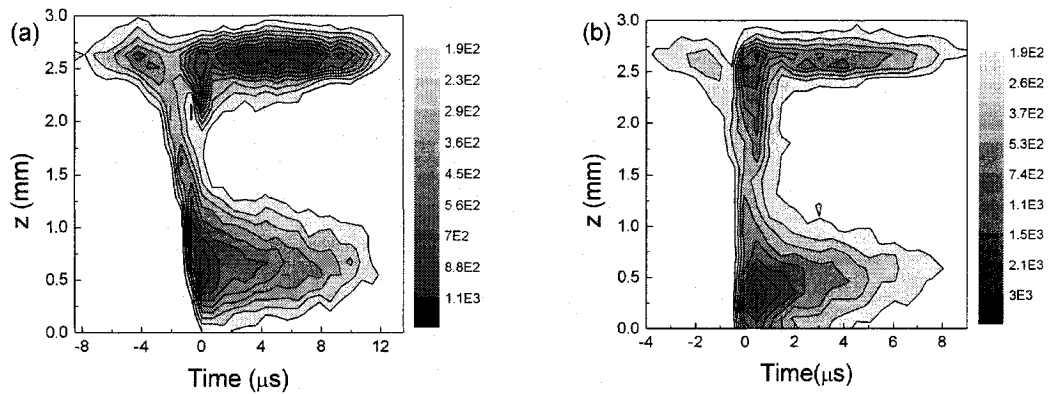 (a)
3.0
2.5
2.0
1.5
1.0
0.5
0.0
z (mm)
-8
-4
0
4
8
12
Time (μs)
1.9E2
2.3E2
2.9E2
3.6E2
4.5E2
5.6E2
7E2
8.8E2
1.1E3
(b)
3.0
2.5
2.0
1.5
1.0
0.5
0.0
z (mm)
-4
-2
0
2
4
6
8
Time(μs)
1.9E2
2.6E2
3.7E2
5.3E2
7.4E2
1.1E3
1.5E3
2.1E3
3E3